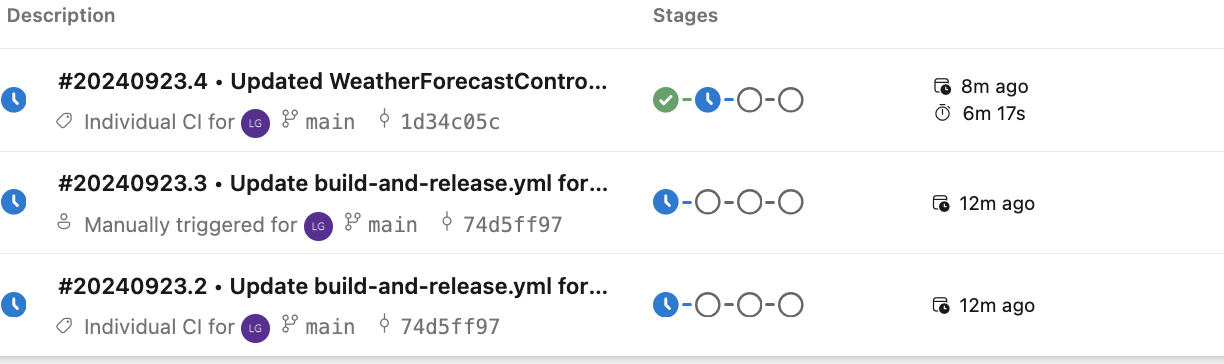 Description Stages
#20240923.4 • Updated WeatherForecastContro...
Individual CI for LG main 1d34c05c
8m ago
6m 17s
#20240923.3 • Update build-and-release.yml for...
Manually triggered for LG main 74d5ff97
12m ago
#20240923.2 • Update build-and-release.yml for...
Individual CI for LG main 74d5ff97
12m ago